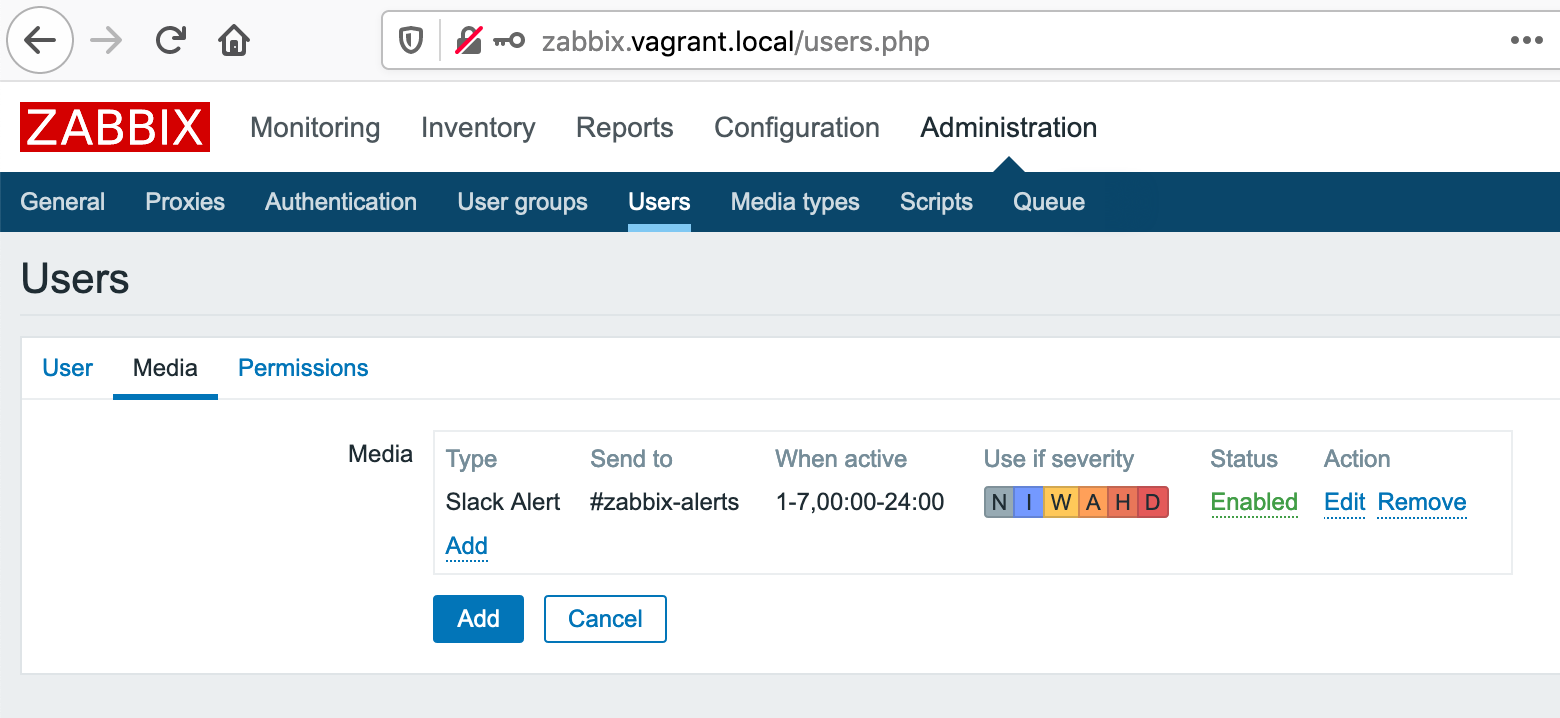 zabbix.vagrant.local/users.php
ZABBIX Monitoring Inventory Reports Configuration Administration
General Proxies Authentication User groups Users Media types Scripts Queue
Users
User Media Permissions
Media Type Send to When active Use if severity Status Action
Slack Alert #zabbix-alerts 1-7,00:00-24:00 N I W A H D Enabled Edit Remove
Add
Add Cancel